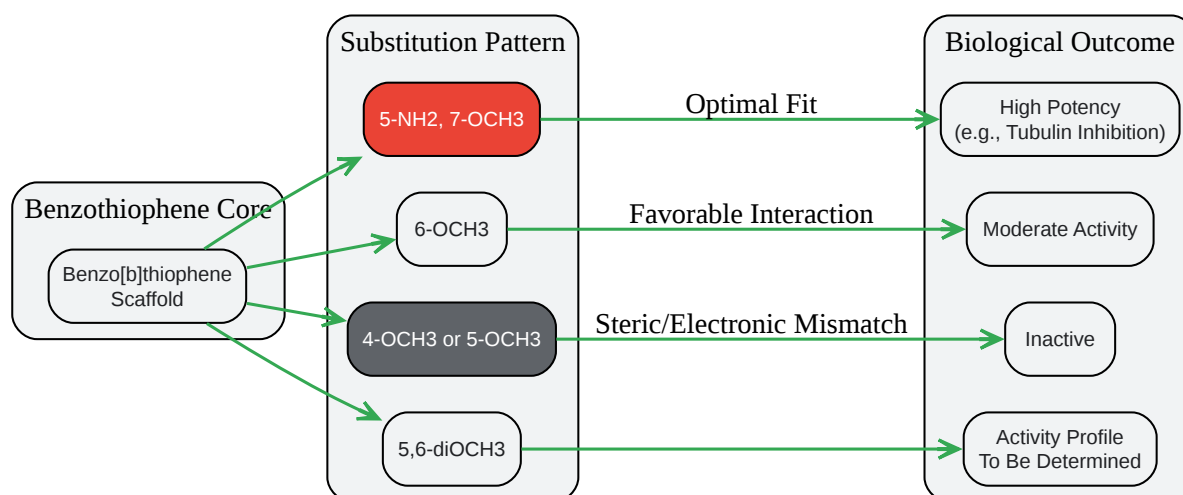 Substitution Pattern
Biological Outcome
5-NH2, 7-OCH3
Optimal Fit
High Potency
(e.g., Tubulin Inhibition)
Benzothiophene Core
6-OCH3
Favorable Interaction
Moderate Activity
Benzo[b]thiophene
Scaffold
4-OCH3 or 5-OCH3
Steric/Electronic Mismatch
Inactive
5,6-diOCH3
Activity Profile
To Be Determined